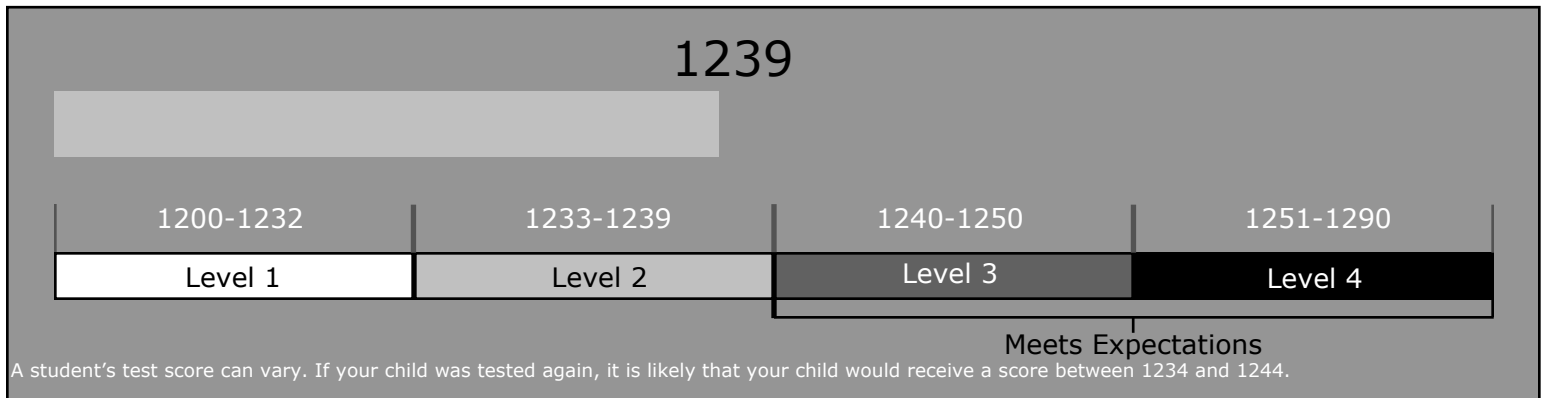 1239
1200-1232 1233-1239 1240-1250 1251-1290
Level 1 Level 2 Level 3 Level 4
Meets Expectations
A student’s test score can vary. If your child was tested again, it is likely that your child would receive a score between 1234 and 1244.